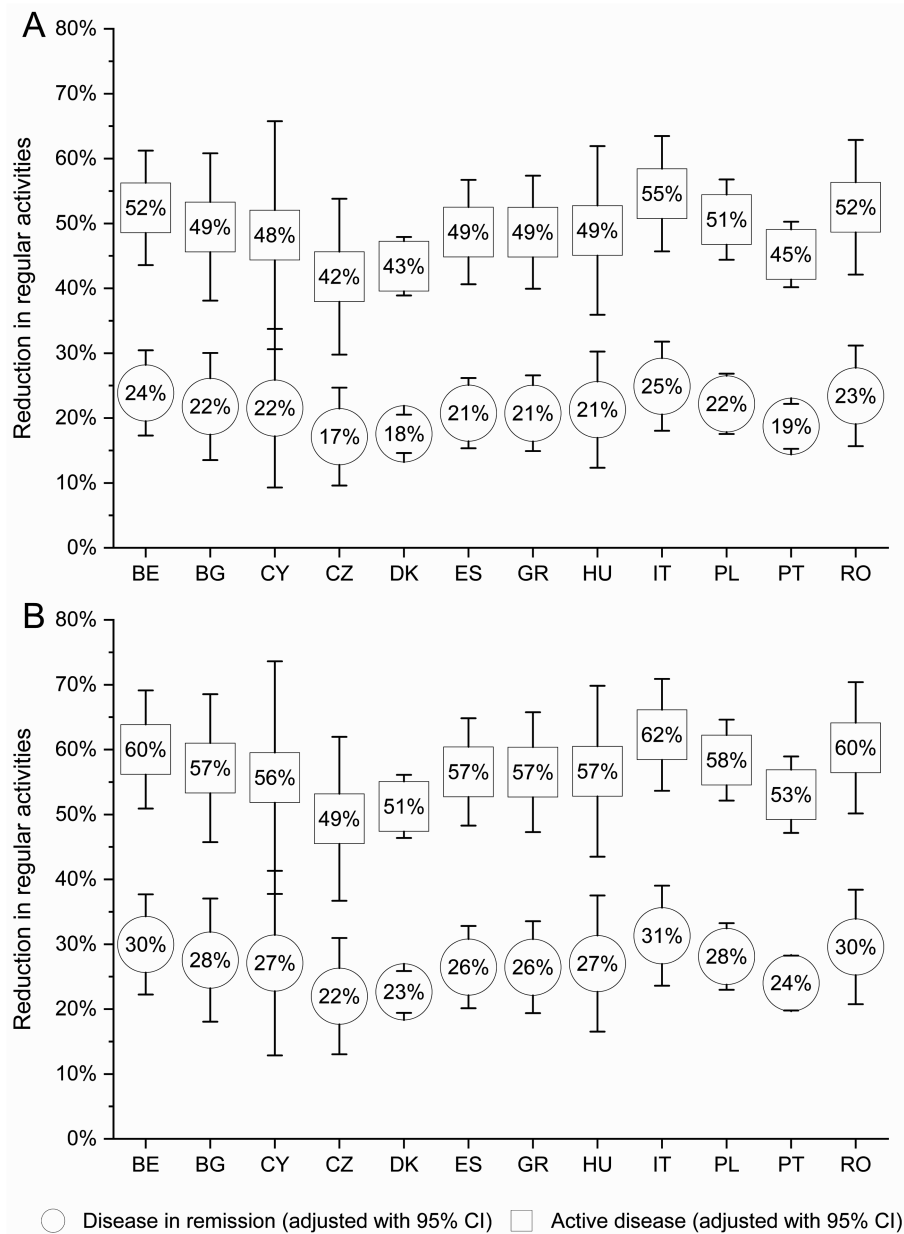 A
Reduction in regular activities
80%
70%
60%
50%
40%
30%
20%
10%
0%
52% 49% 48% 42% 43% 49% 49% 49% 55% 51% 45% 52%
24% 22% 22% 17% 18% 21% 21% 21% 25% 22% 19% 23%
BE BG CY CZ DK ES GR HU IT PL PT RO
B
Reduction in regular activities
80%
70%
60%
50%
40%
30%
20%
10%
0%
60% 57% 56% 49% 51% 57% 57% 57% 62% 58% 53% 60%
30% 28% 27% 22% 23% 26% 26% 27% 31% 28% 24% 30%
BE BG CY CZ DK ES GR HU IT PL PT RO
Disease in remission (adjusted with 95% CI) Active disease (adjusted with 95% CI)